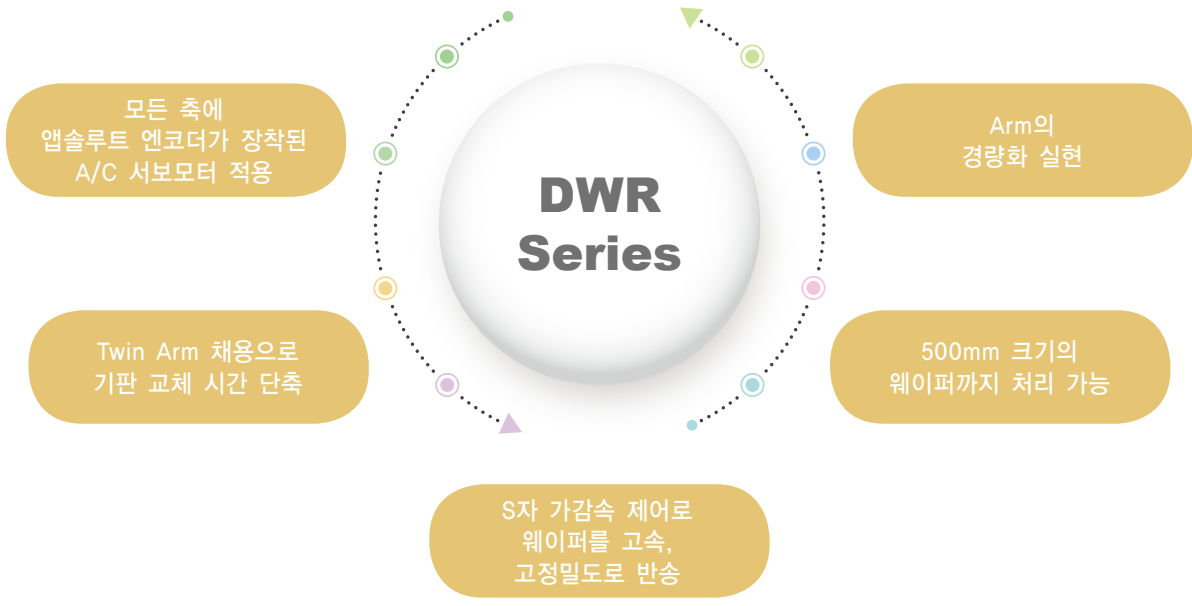 모든 축에
앱솔루트 엔코더가 장착된
A/C 서보모터 적용
Arm의
경량화 실현
DWR
Series
Twin Arm 채용으로
기판 교체 시간 단축
500mm 크기의
웨이퍼까지 처리 가능
S자 가감속 제어로
웨이퍼를 고속,
고정밀도로 반송